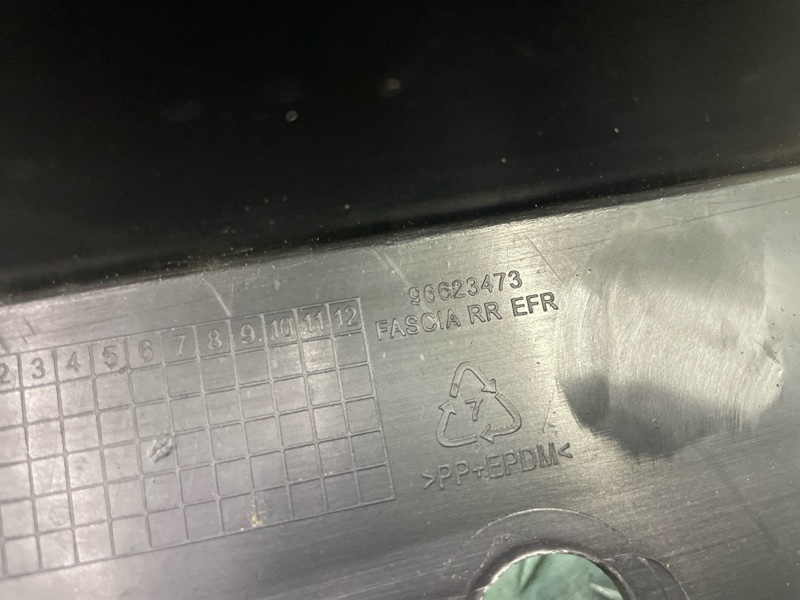 96623473
FASCIA RR EFR
2 3 4 5 6 7 8 9 10 11 12
7
>PP+EPDM<